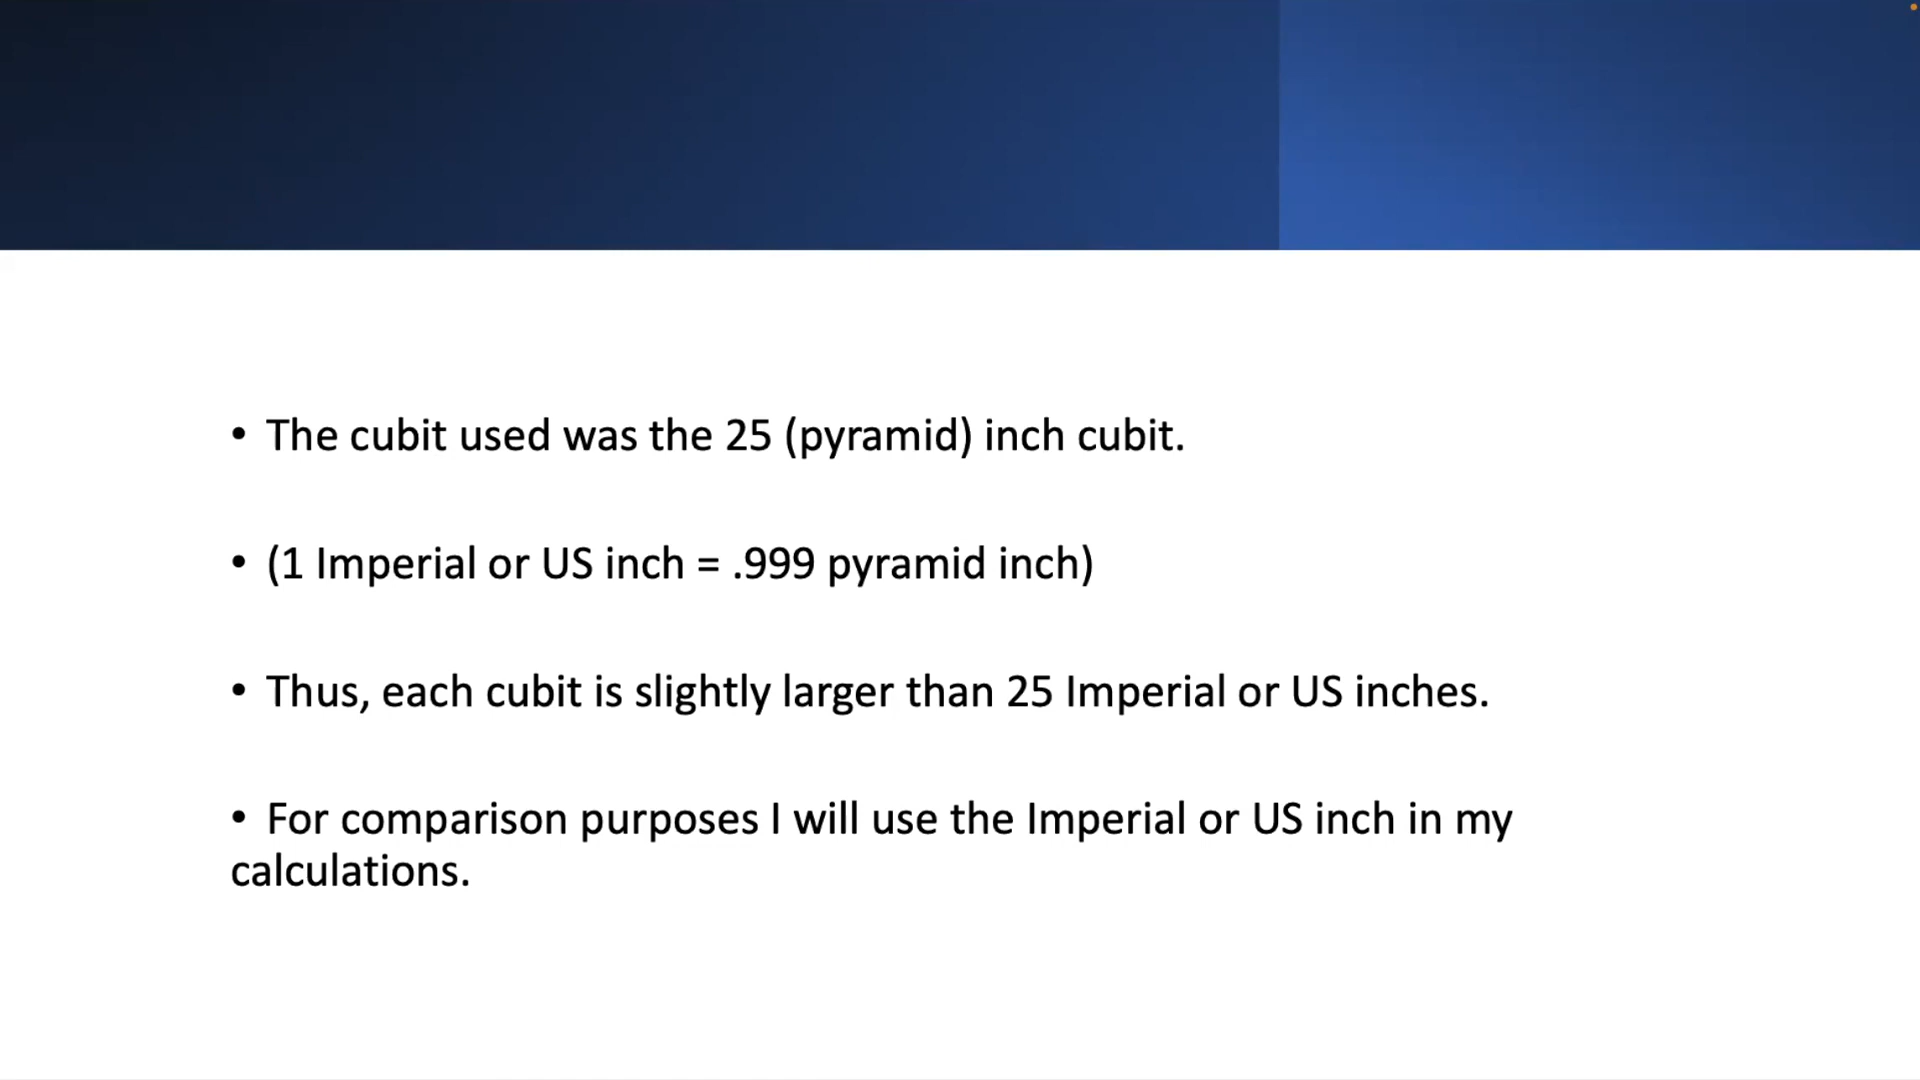 • The cubit used was the 25 (pyramid) inch cubit.
• (1 Imperial or US inch = .999 pyramid inch)
• Thus, each cubit is slightly larger than 25 Imperial or US inches.
• For comparison purposes I will use the Imperial or US inch in my
calculations.